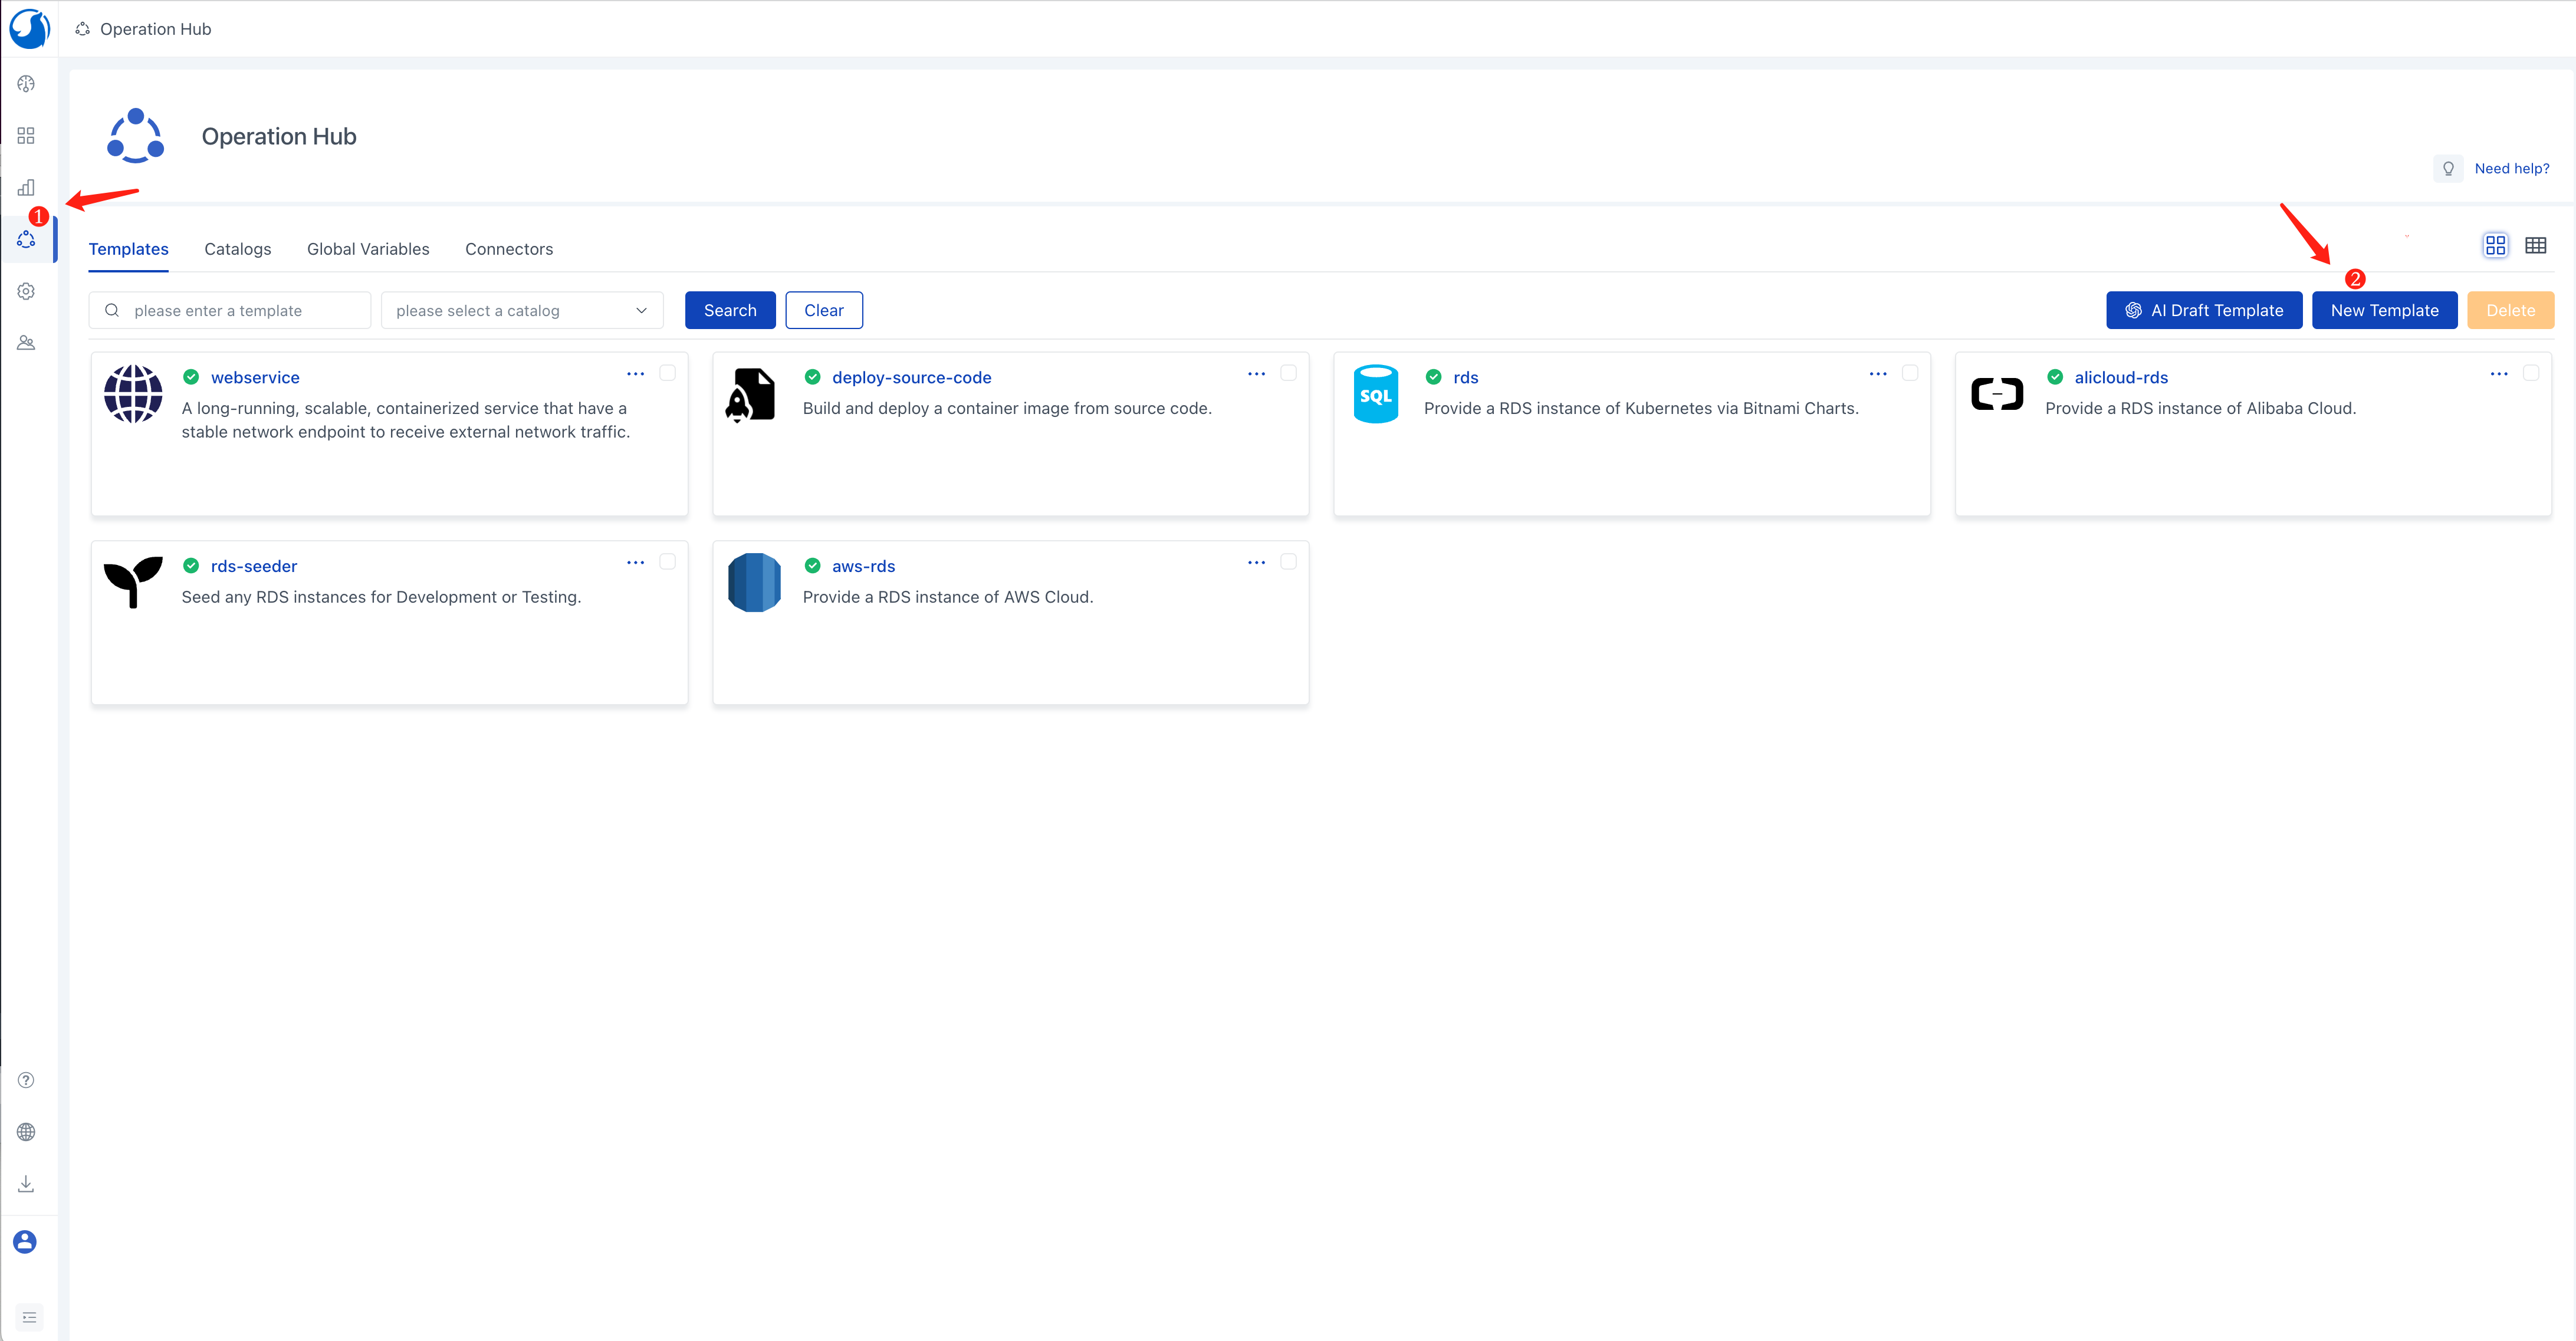 Operation Hub
Operation Hub
Need help?
1
Templates Catalogs Global Variables Connectors
2
please enter a template please select a catalog Search Clear AI Draft Template New Template Delete
webservice
A long-running, scalable, containerized service that have a
stable network endpoint to receive external network traffic.
deploy-source-code
Build and deploy a container image from source code.
SQL
rds
Provide a RDS instance of Kubernetes via Bitnami Charts.
alicloud-rds
Provide a RDS instance of Alibaba Cloud.
rds-seeder
Seed any RDS instances for Development or Testing.
aws-rds
Provide a RDS instance of AWS Cloud.